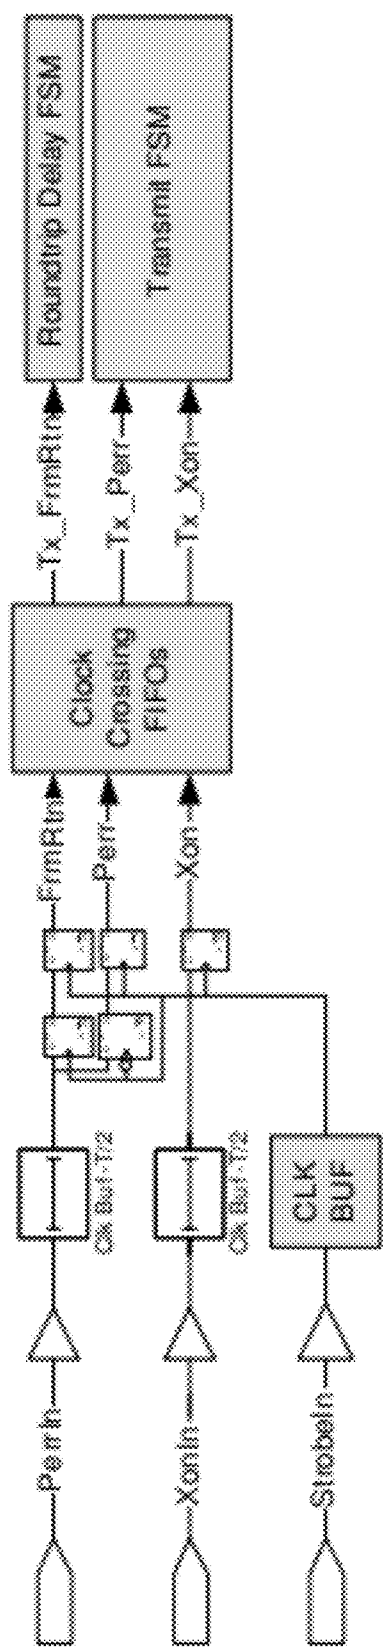 PerrIn
XonIn
StrobeIn
Clk Buf -T/2
Clk Buf -T/2
CLK
BUF
FrmRtn
Perr
Xon
Clock
Crossing
FIFOs
Tx_FrmRtn
Tx_Perr
Tx_Xon
Roundtrip Delay FSM
Transmit FSM